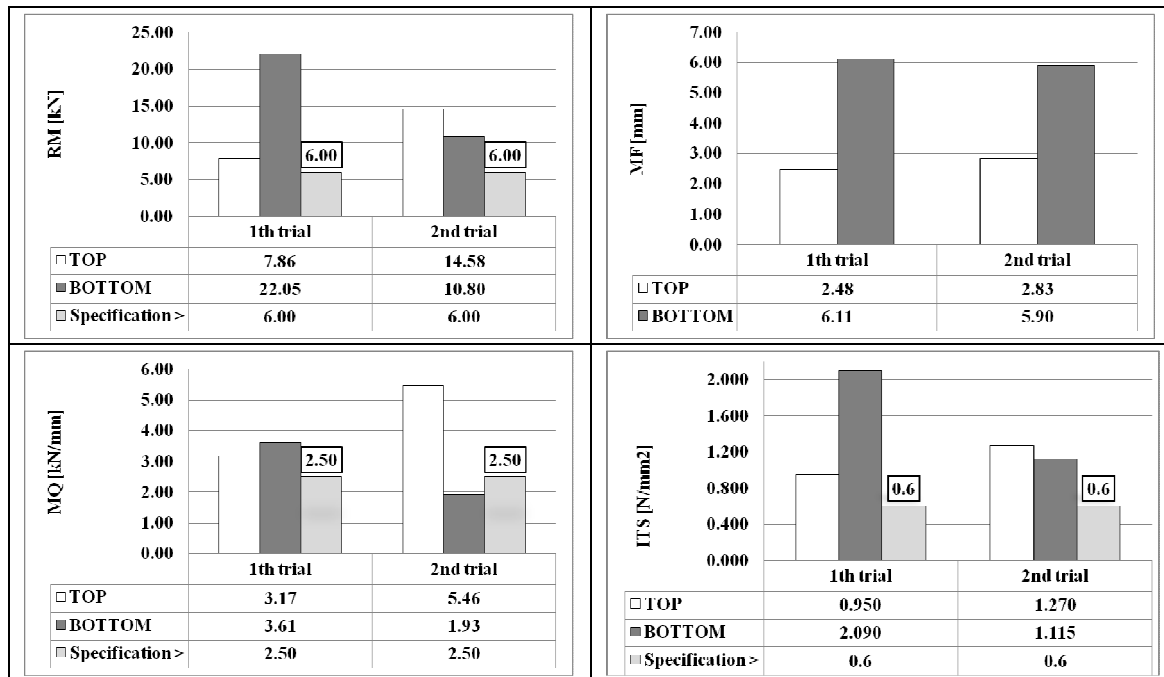 25.00
20.00
15.00
10.00
5.00
0.00
RM [kN]
6.00
6.00
1th trial 2nd trial
TOP 7.86 14.58
BOTTOM 22.05 10.80
Specification > 6.00 6.00
7.00
6.00
5.00
4.00
3.00
2.00
1.00
0.00
MF [mm]
1th trial 2nd trial
TOP 2.48 2.83
BOTTOM 6.11 5.90
6.00
5.00
4.00
3.00
2.00
1.00
0.00
MQ [kN/mm]
2.50
2.50
1th trial 2nd trial
TOP 3.17 5.46
BOTTOM 3.61 1.93
Specification > 2.50 2.50
2.000
1.600
1.200
0.800
0.400
0.000
ITS [N/mm2]
0.6
0.6
1th trial 2nd trial
TOP 0.950 1.270
BOTTOM 2.090 1.115
Specification > 0.6 0.6